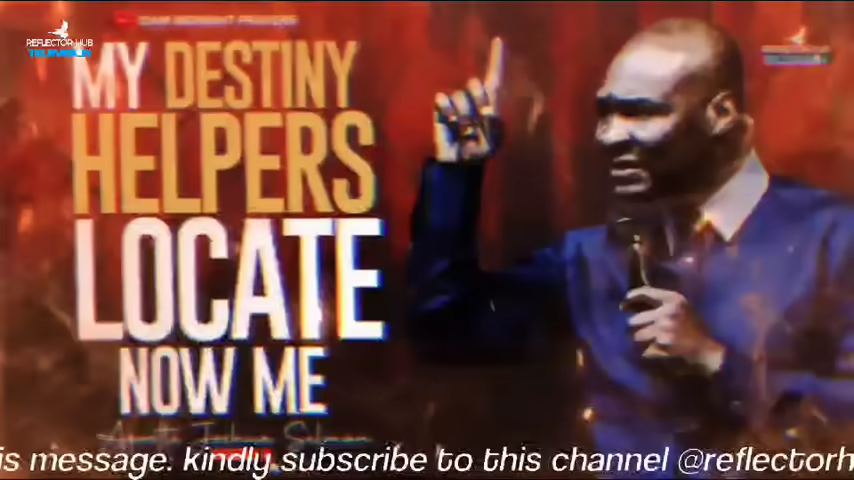 REFLECTOR HUB
MY DESTINY
HELPERS
LOCATE
NOW ME
is message. kindly subscribe to this channel @reflectorh